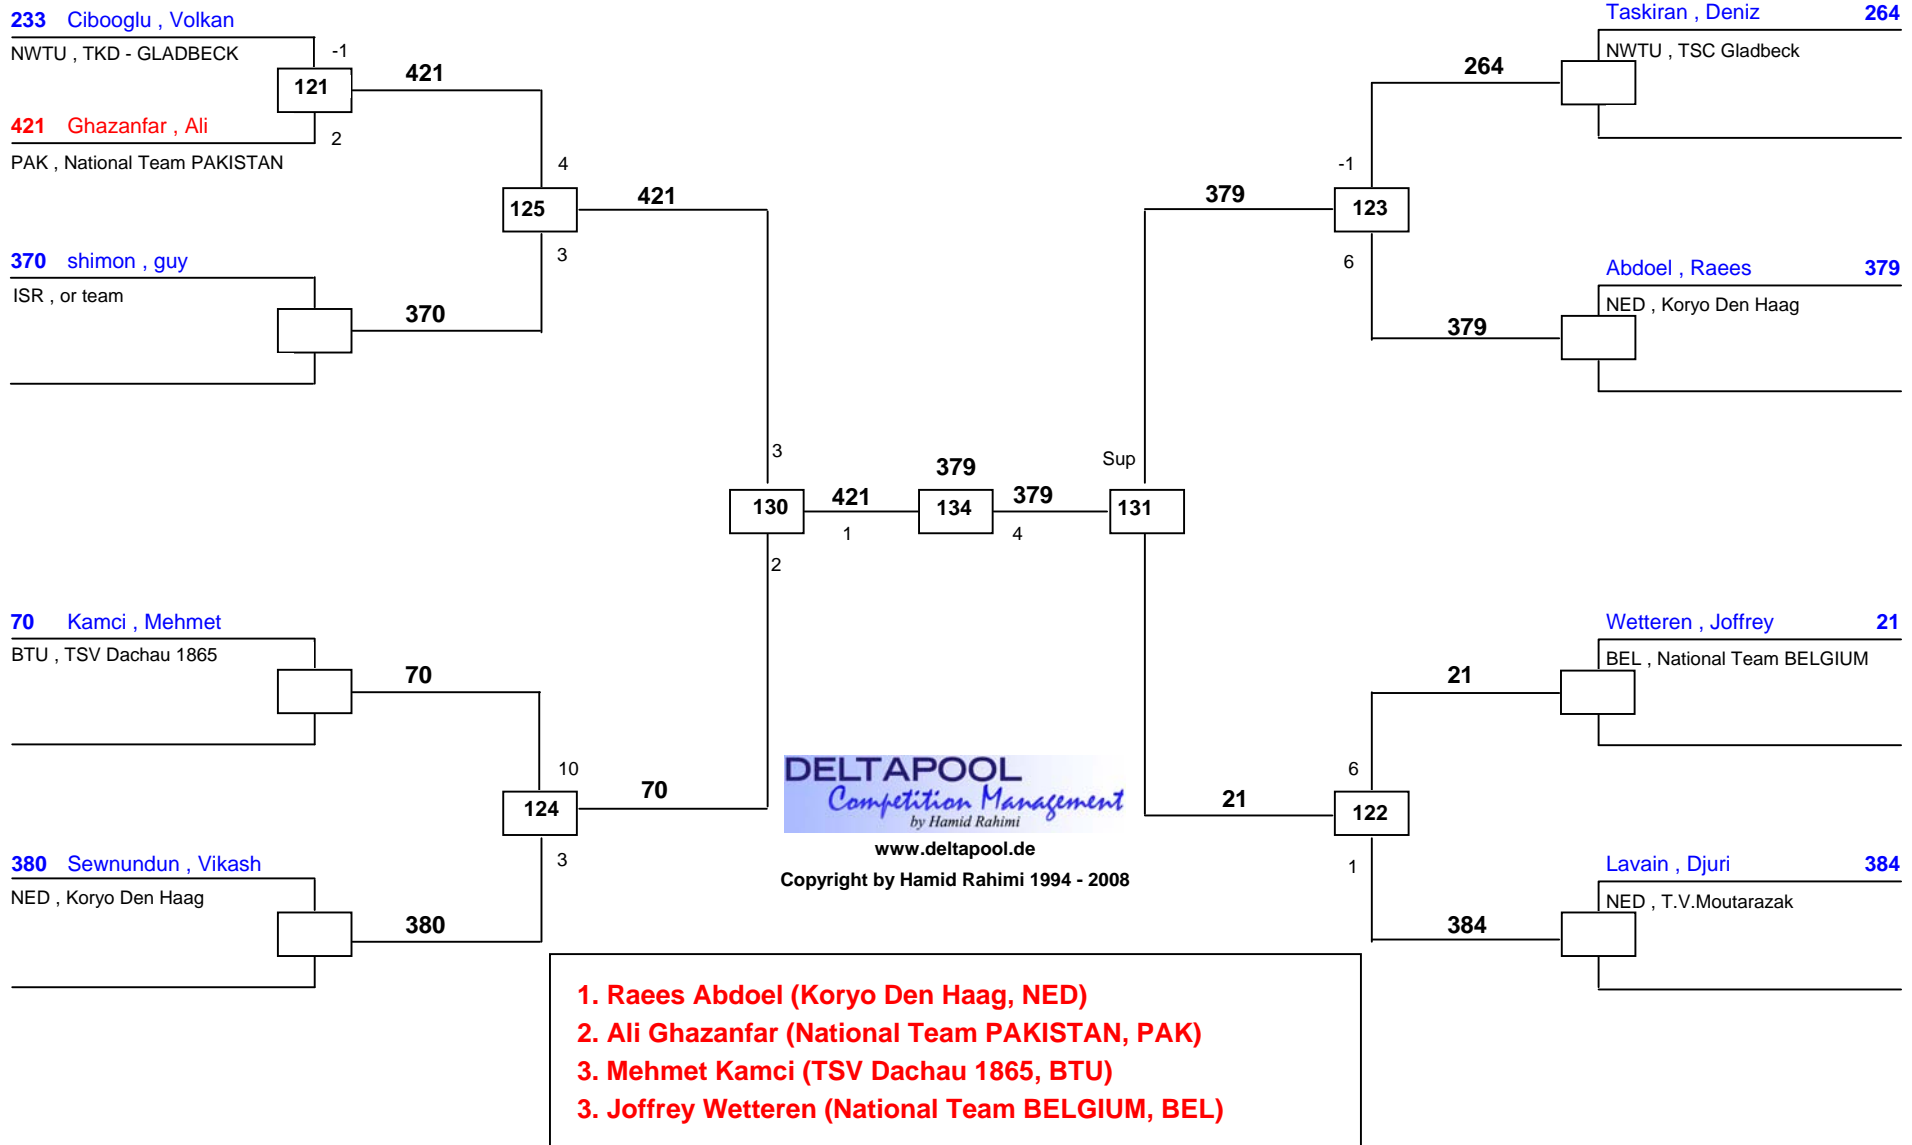 233 Cibooglu , Volkan
NWTU , TKD - GLADBECK
-1
121
421
421 Ghazanfar , Ali
2
PAK , National Team PAKISTAN
4
125
421
3
370 shimon , guy
ISR , or team
370
3
130
421
1
2
70 Kamci , Mehmet
BTU , TSV Dachau 1865
70
10
124
70
3
380 Sewnundun , Vikash
NED , Koryo Den Haag
380
379
134
379
4
Sup
131
Taskiran , Deniz 264
NWTU , TSC Gladbeck
264
-1
379
123
6
Abdoel , Raees 379
NED , Koryo Den Haag
379
Wetteren , Joffrey 21
BEL , National Team BELGIUM
21
6
21
122
1
Lavain , Djuri 384
NED , T.V.Moutarazak
384
DELTAPOOL
Competition Management
by Hamid Rahimi
www.deltapool.de
Copyright by Hamid Rahimi 1994 - 2008
1. Raees Abdoel (Koryo Den Haag, NED)
2. Ali Ghazanfar (National Team PAKISTAN, PAK)
3. Mehmet Kamci (TSV Dachau 1865, BTU)
3. Joffrey Wetteren (National Team BELGIUM, BEL)